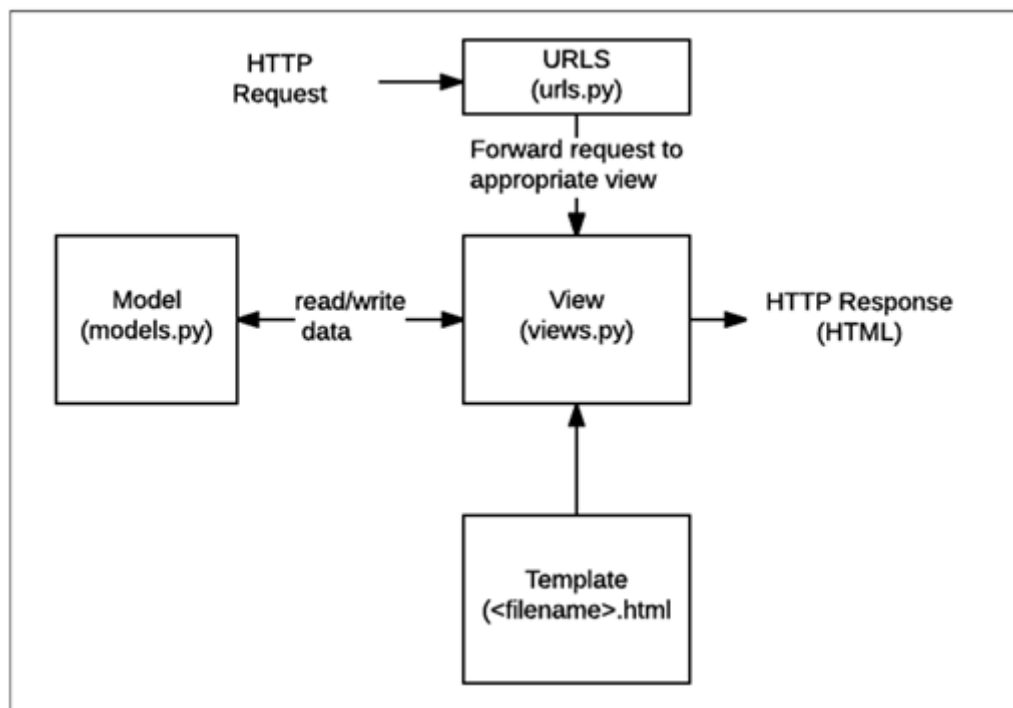 HTTP
Request
URLS
(urls.py)
Forward request to
appropriate view
Model
(models.py)
read/write
data
View
(views.py)
HTTP Response
(HTML)
Template
(<filename>.html